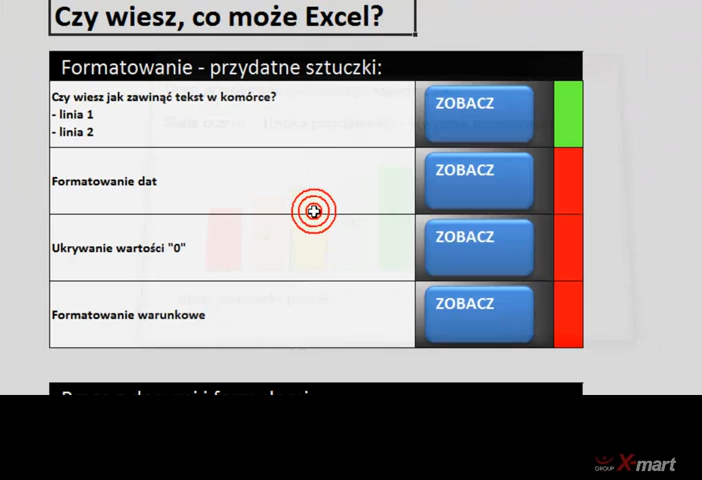 Czy wiesz, co może Excel?
Formatowanie - przydatne sztuczki:
Czy wiesz jak zawinąć tekst w komórce?
- linia 1
- linia 2
ZOBACZ
Formatowanie dat
ZOBACZ
Ukrywanie wartości "0"
ZOBACZ
Formatowanie warunkowe
ZOBACZ
GROUP X-mart